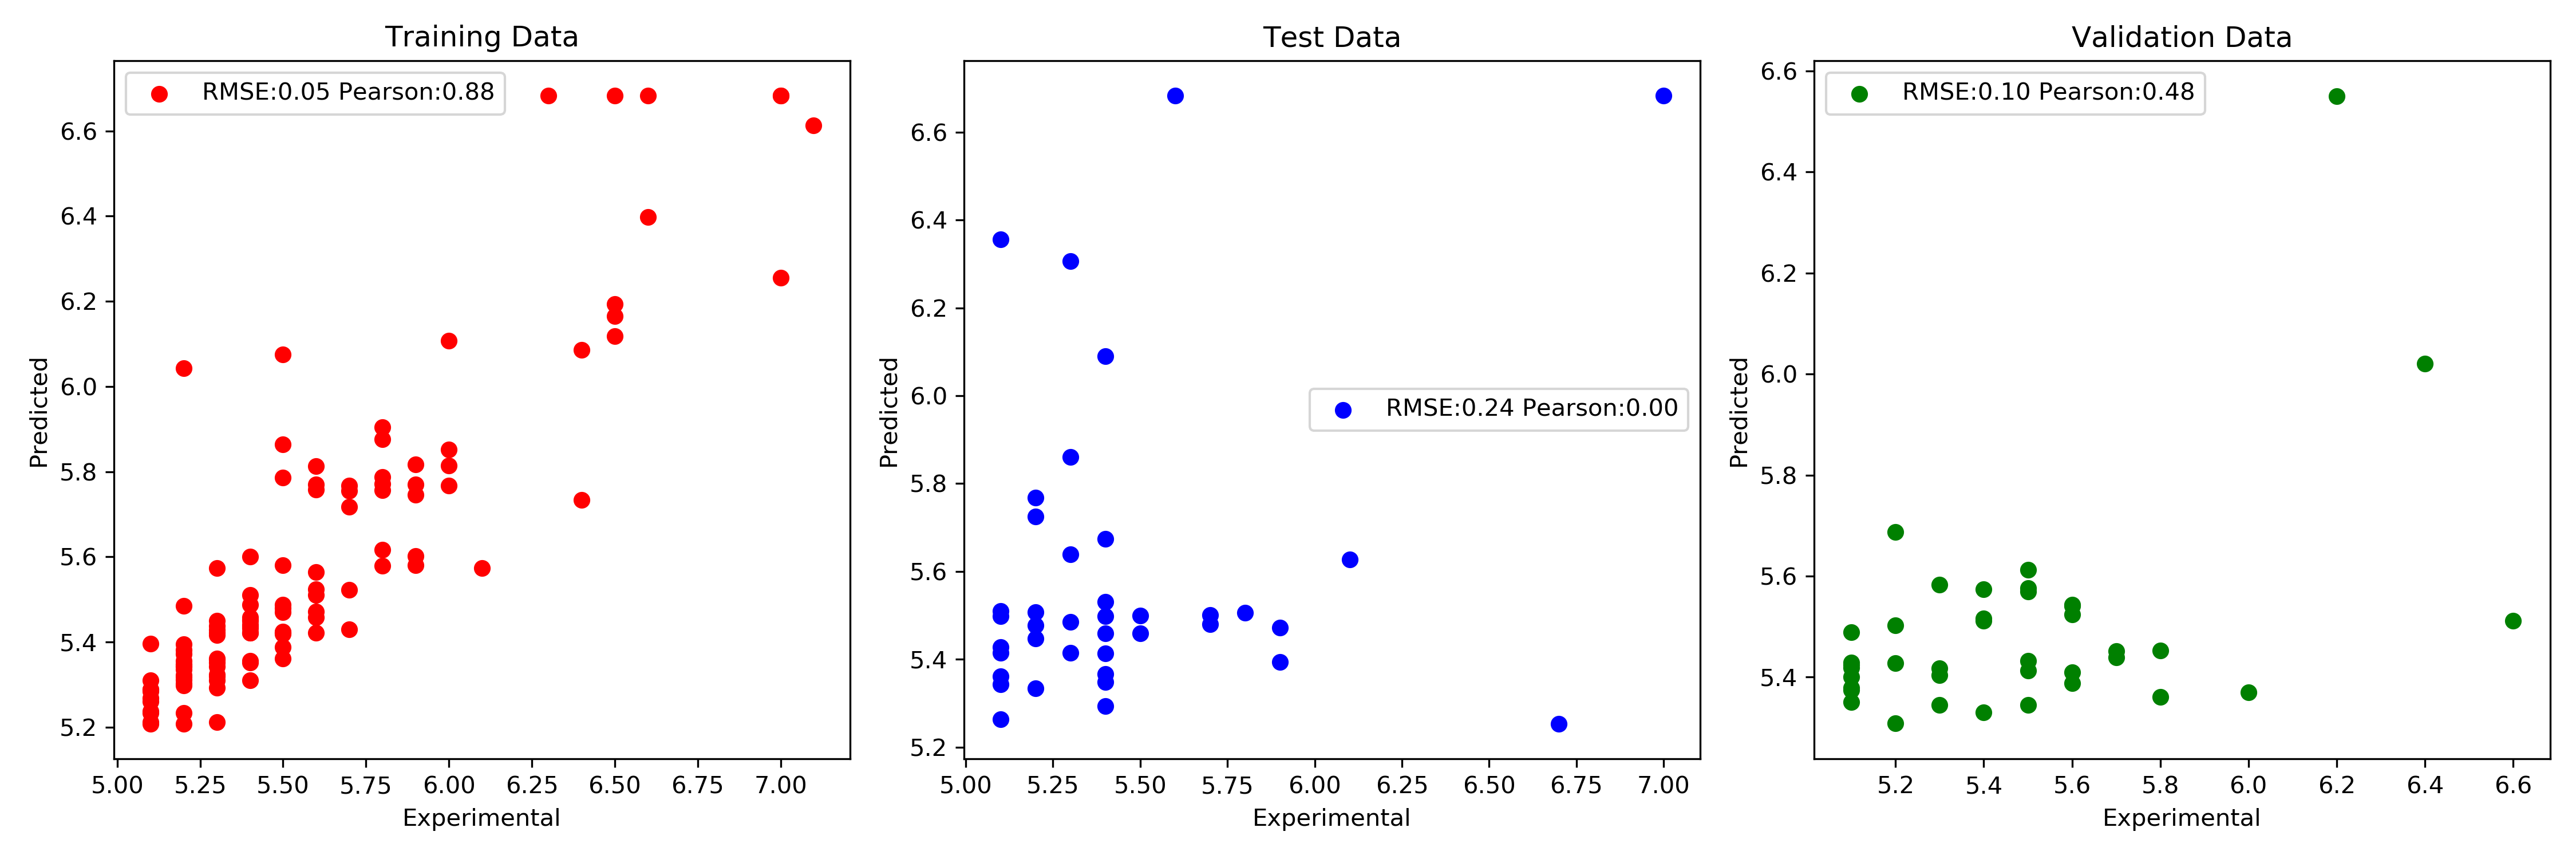 Training Data
RMSE:0.05 Pearson:0.88
6.6
6.4
6.2
6.0
5.8
5.6
5.4
5.2
Predicted
5.00 5.25 5.50 5.75 6.00 6.25 6.50 6.75 7.00
Experimental
Test Data
RMSE:0.24 Pearson:0.00
6.6
6.4
6.2
6.0
5.8
5.6
5.4
5.2
Predicted
5.00 5.25 5.50 5.75 6.00 6.25 6.50 6.75 7.00
Experimental
Validation Data
RMSE:0.10 Pearson:0.48
6.6
6.4
6.2
6.0
5.8
5.6
5.4
Predicted
5.2 5.4 5.6 5.8 6.0 6.2 6.4 6.6
Experimental